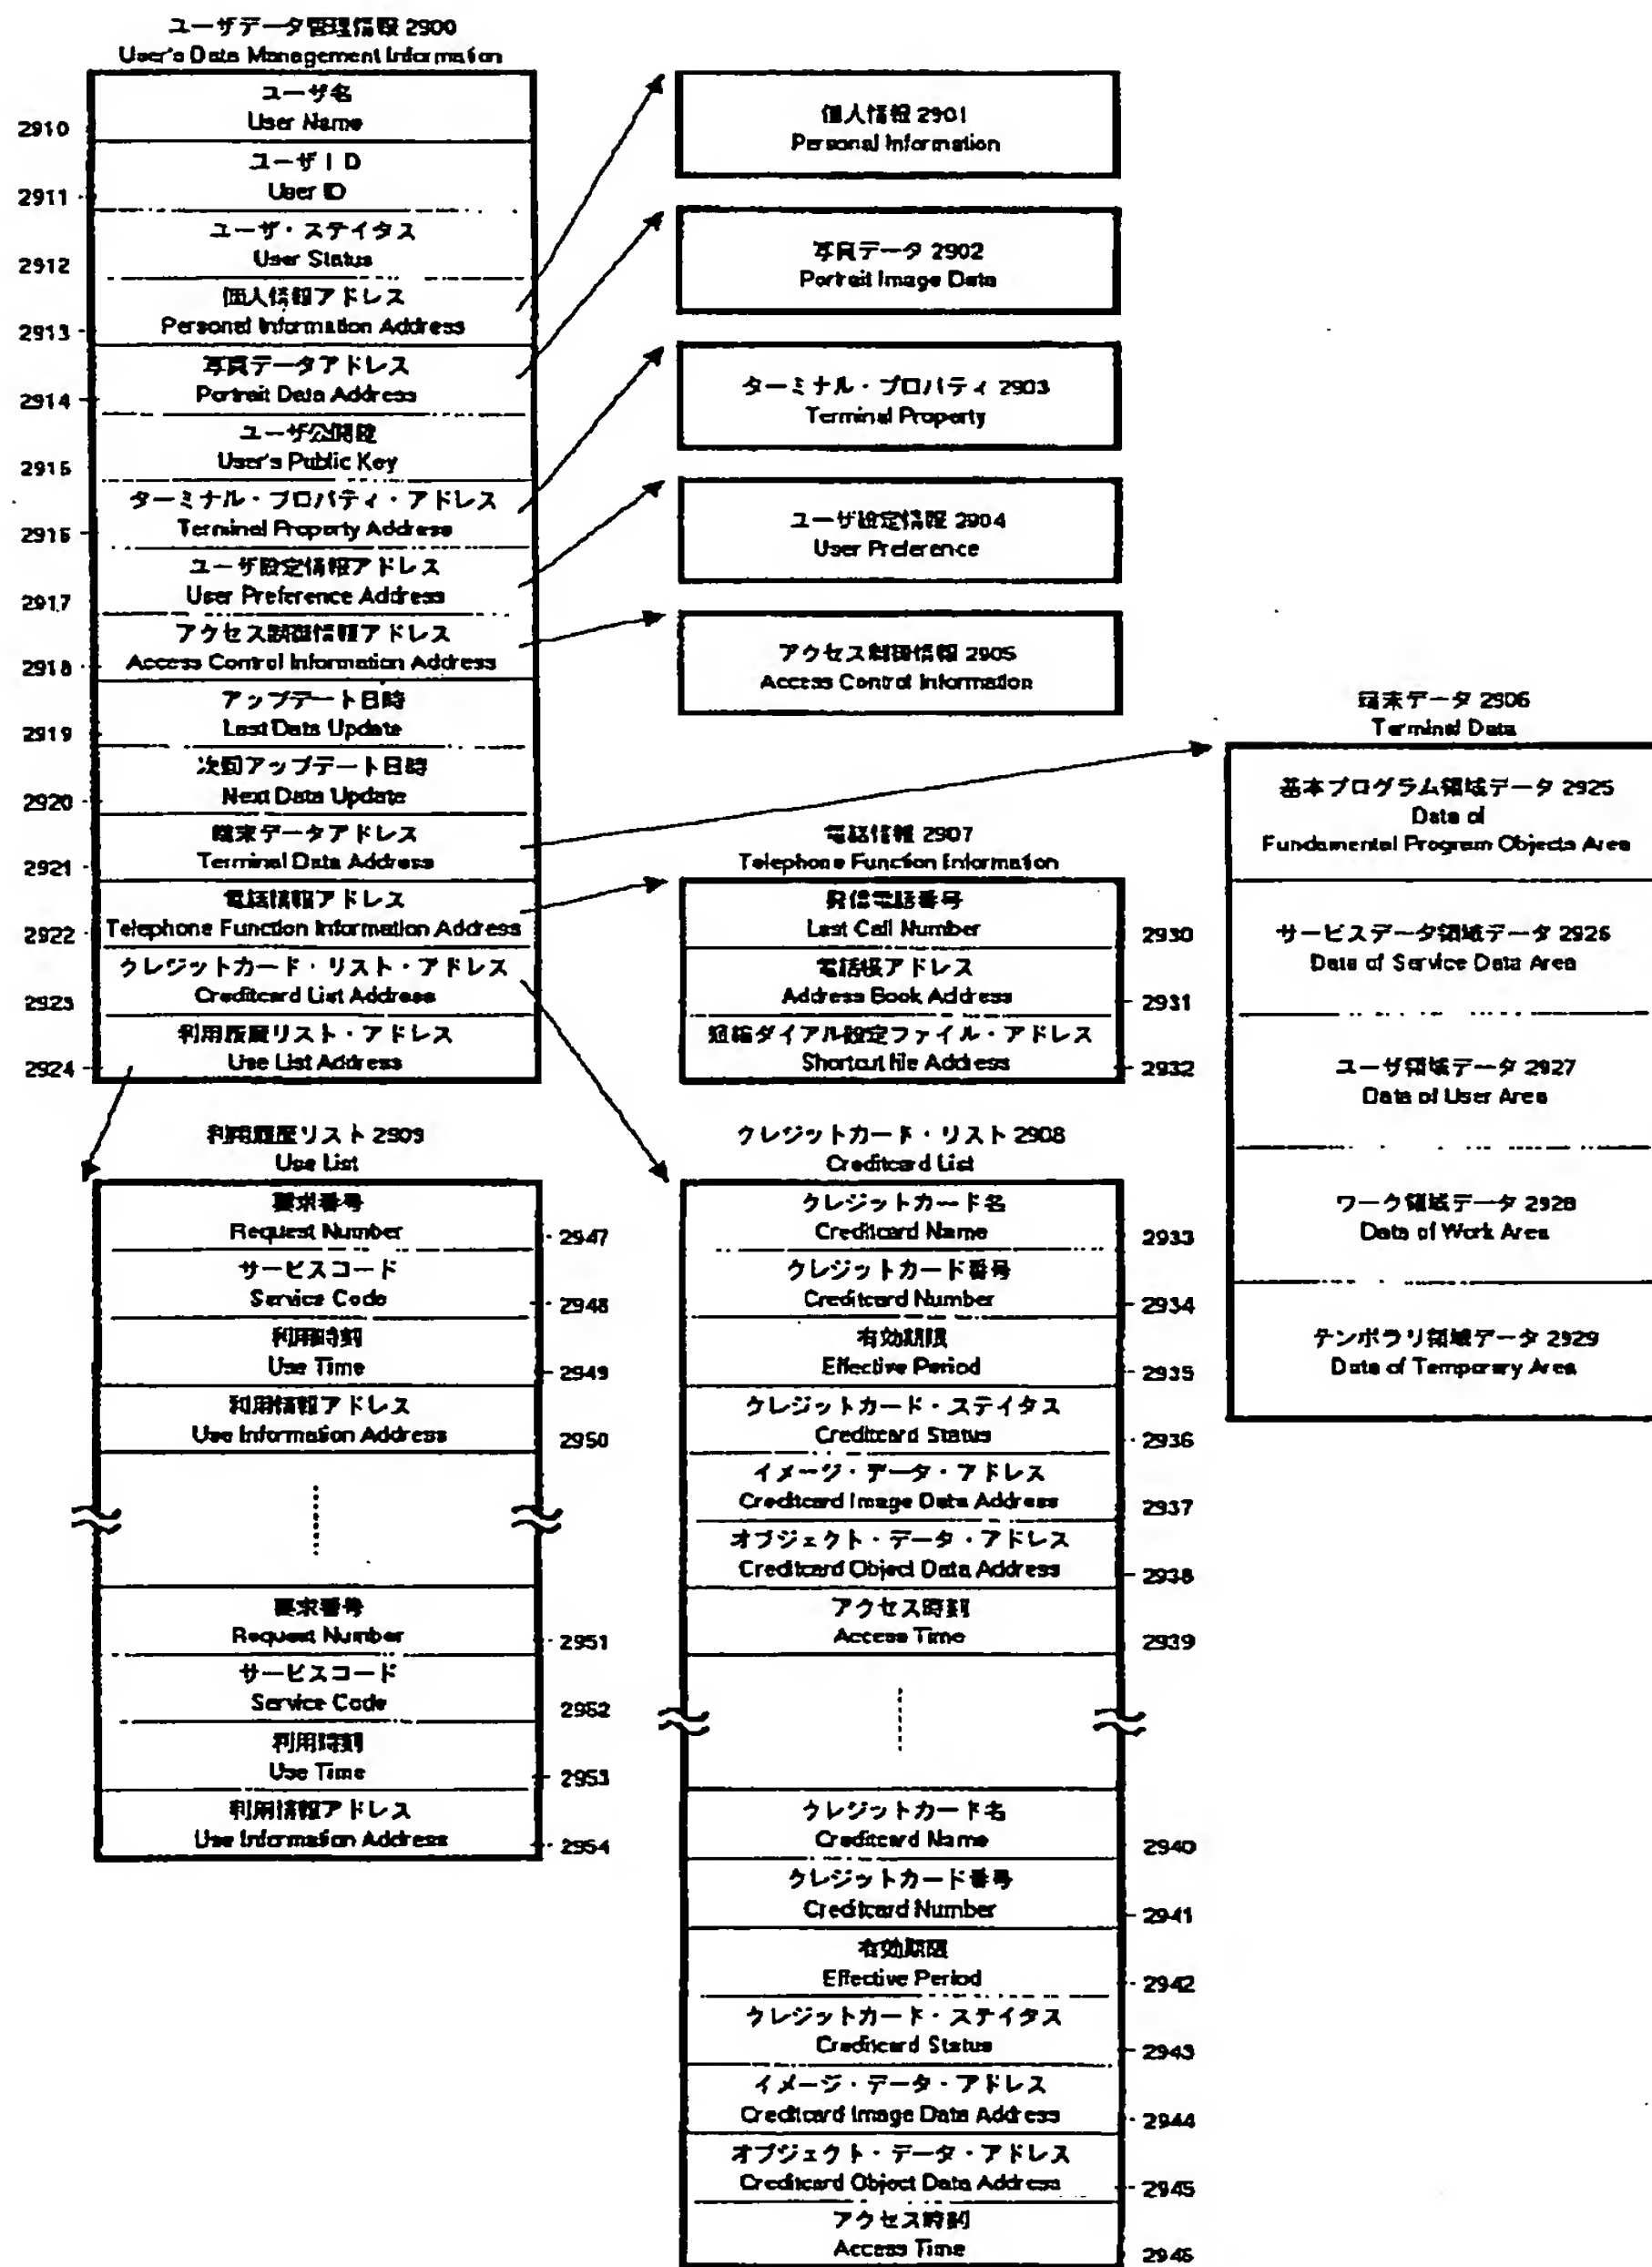 ユーザデータ管理情報 2900
User's Data Management Information
ユーザ名
User Name
2910
ユーザID
User ID
2911
ユーザ・ステイタス
User Status
2912
個人情報アドレス
Personal Information Address
2913
写真データアドレス
Portrait Data Address
2914
ユーザ公開鍵
User's Public Key
2915
ターミナル・プロパティ・アドレス
Terminal Property Address
2916
ユーザ設定情報アドレス
User Preference Address
2917
アクセス制御情報アドレス
Access Control Information Address
2918
アップデート日時
Last Data Update
2919
次回アップデート日時
Next Data Update
2920
端末データアドレス
Terminal Data Address
2921
電話情報アドレス
Telephone Function Information Address
2922
クレジットカード・リスト・アドレス
Creditcard List Address
2923
利用履歴リスト・アドレス
Use List Address
2924
個人情報 2901
Personal Information
写真データ 2902
Portrait Image Data
ターミナル・プロパティ 2903
Terminal Property
ユーザ設定情報 2904
User Preference
アクセス制御情報 2905
Access Control Information
端末データ 2906
Terminal Data
基本プログラム領域データ 2925
Data of
Fundamental Program Objects Area
サービスデータ領域データ 2926
Data of Service Data Area
ユーザ領域データ 2927
Data of User Area
ワーク領域データ 2928
Data of Work Area
テンポラリ領域データ 2929
Data of Temporary Area
電話情報 2907
Telephone Function Information
発信電話番号
Last Call Number
2930
電話帳アドレス
Address Book Address
2931
短縮ダイアル設定ファイル・アドレス
Shortcut file Address
2932
利用履歴リスト 2909
Use List
要求番号
Request Number
2947
サービスコード
Service Code
2948
利用時刻
Use Time
2949
利用情報アドレス
Use Information Address
2950
要求番号
Request Number
2951
サービスコード
Service Code
2952
利用時刻
Use Time
2953
利用情報アドレス
Use Information Address
2954
クレジットカード・リスト 2908
Creditcard List
クレジットカード名
Creditcard Name
2933
クレジットカード番号
Creditcard Number
2934
有効期限
Effective Period
2935
クレジットカード・ステイタス
Creditcard Status
2936
イメージ・データ・アドレス
Creditcard Image Data Address
2937
オブジェクト・データ・アドレス
Creditcard Object Data Address
2938
アクセス時刻
Access Time
2939
クレジットカード名
Creditcard Name
2940
クレジットカード番号
Creditcard Number
2941
有効期限
Effective Period
2942
クレジットカード・ステイタス
Creditcard Status
2943
イメージ・データ・アドレス
Creditcard Image Data Address
2944
オブジェクト・データ・アドレス
Creditcard Object Data Address
2945
アクセス時刻
Access Time
2946